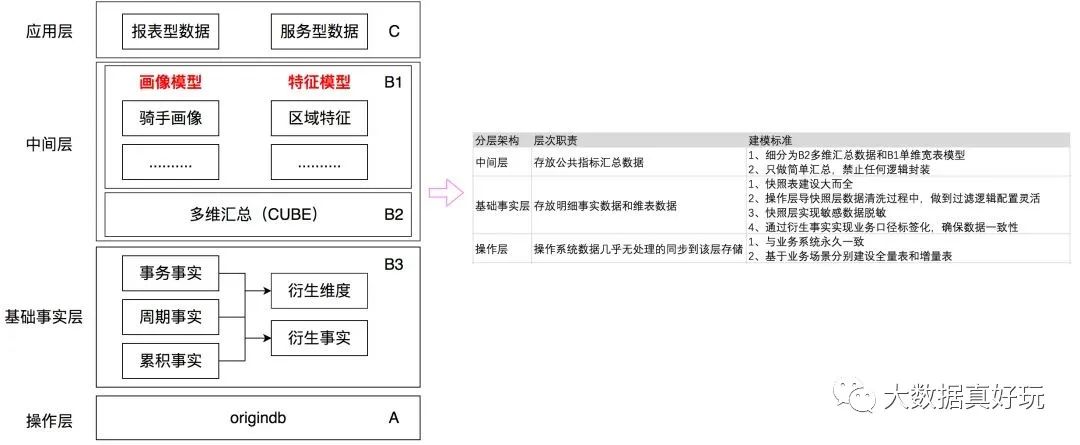 应用层
报表型数据
服务型数据
C
画像模型
特征模型
B1
骑手画像
区域特征
中间层
..........
..........
多维汇总（CUBE）
B2
B3
事务事实
衍生维度
基础事实层
周期事实
衍生事实
累积事实
操作层
origindb
A
分层架构 层次职责 建模标准
中间层 存放公共指标汇总数据
1、细分为B2多维汇总数据和B1单维宽表模型
2、只做简单汇总，禁止任何逻辑封装
基础事实层 存放明细事实数据和维表数据
1、快照表建设大而全
2、操作层导快照层数据清洗过程中，做到过滤逻辑配置灵活
3、快照层实现敏感数据脱敏
4、通过衍生事实实现业务口径标签化，确保数据一致性
操作层 操作系统数据几乎无处理的同步到该层存储
1、与业务系统永久一致
2、基于业务场景分别建设全量表和增量表
大数据真好玩